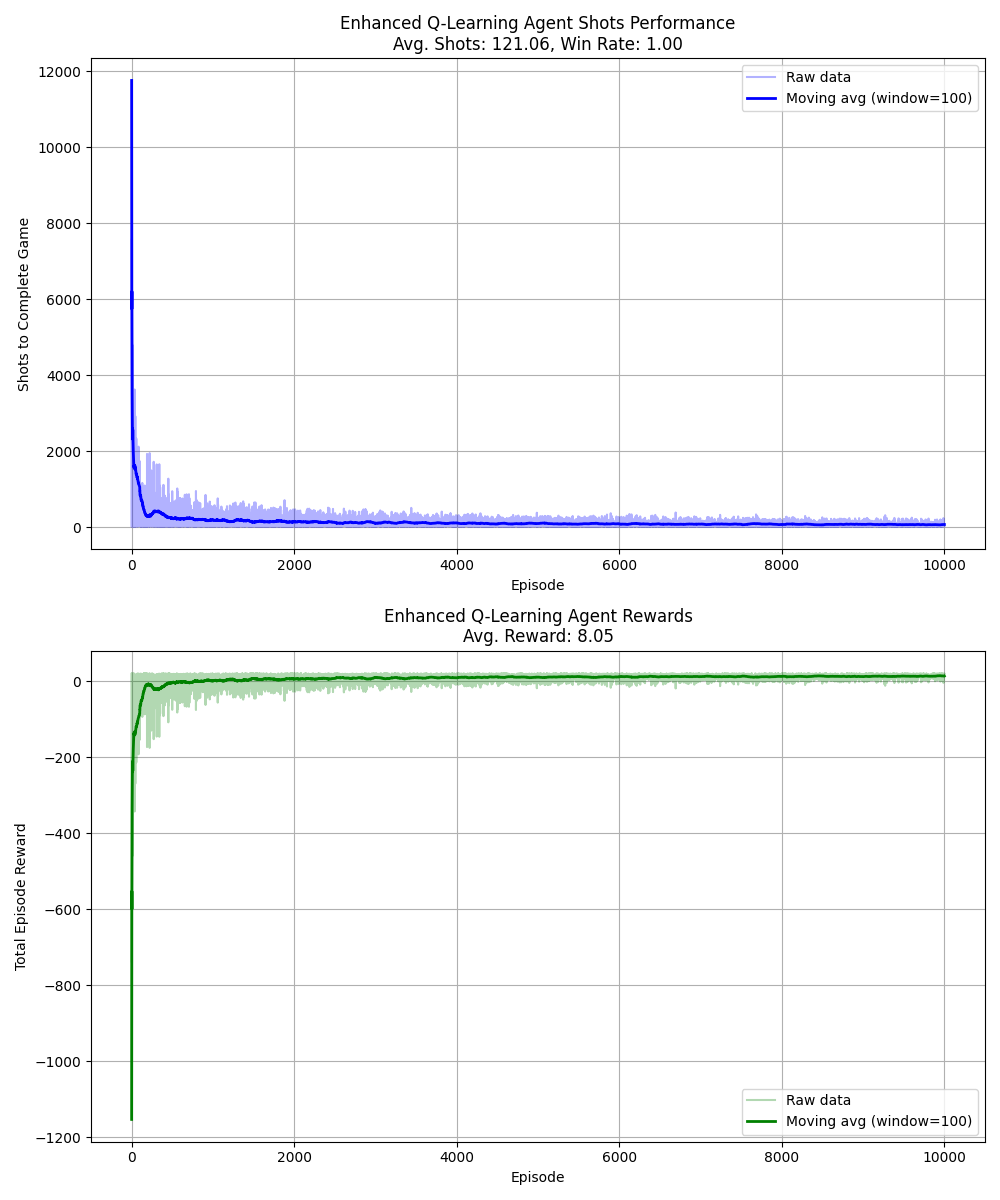 Enhanced Q-Learning Agent Shots Performance
Avg. Shots: 121.06, Win Rate: 1.00
12000
10000
8000
6000
4000
2000
0
Shots to Complete Game
Raw data
Moving avg (window=100)
0 2000 4000 6000 8000 10000
Episode
Enhanced Q-Learning Agent Rewards
Avg. Reward: 8.05
0
−200
−400
−600
−800
−1000
−1200
Total Episode Reward
Raw data
Moving avg (window=100)
0 2000 4000 6000 8000 10000
Episode